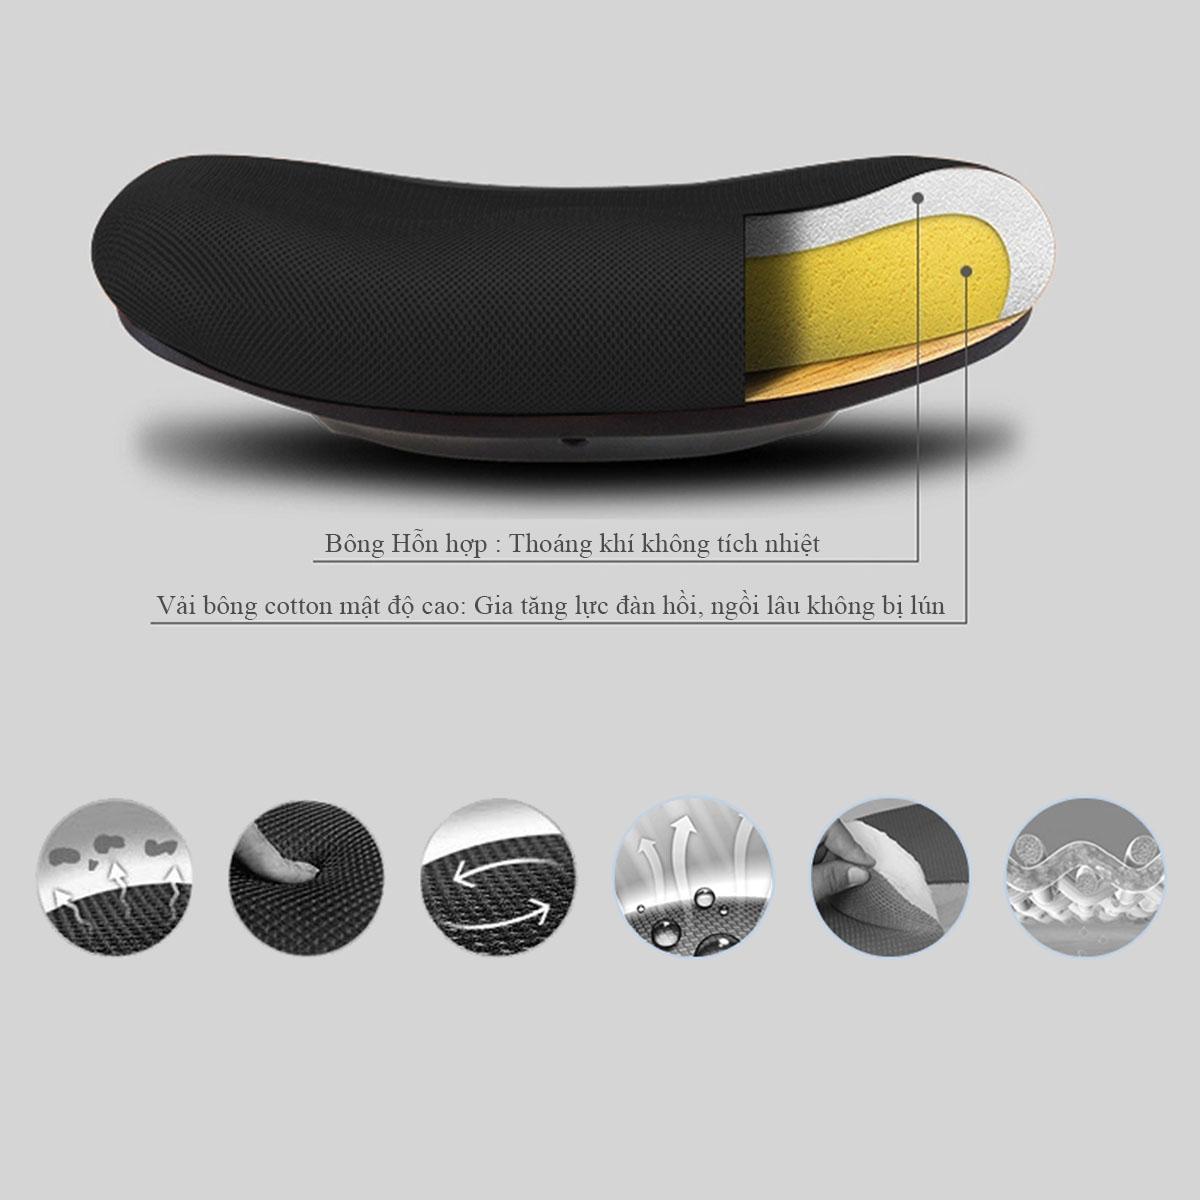 Bông Hỗn hợp : Thoáng khí không tích nhiệt
Vải bông cotton mật độ cao: Gia tăng lực đàn hồi, ngồi lâu không bị lún